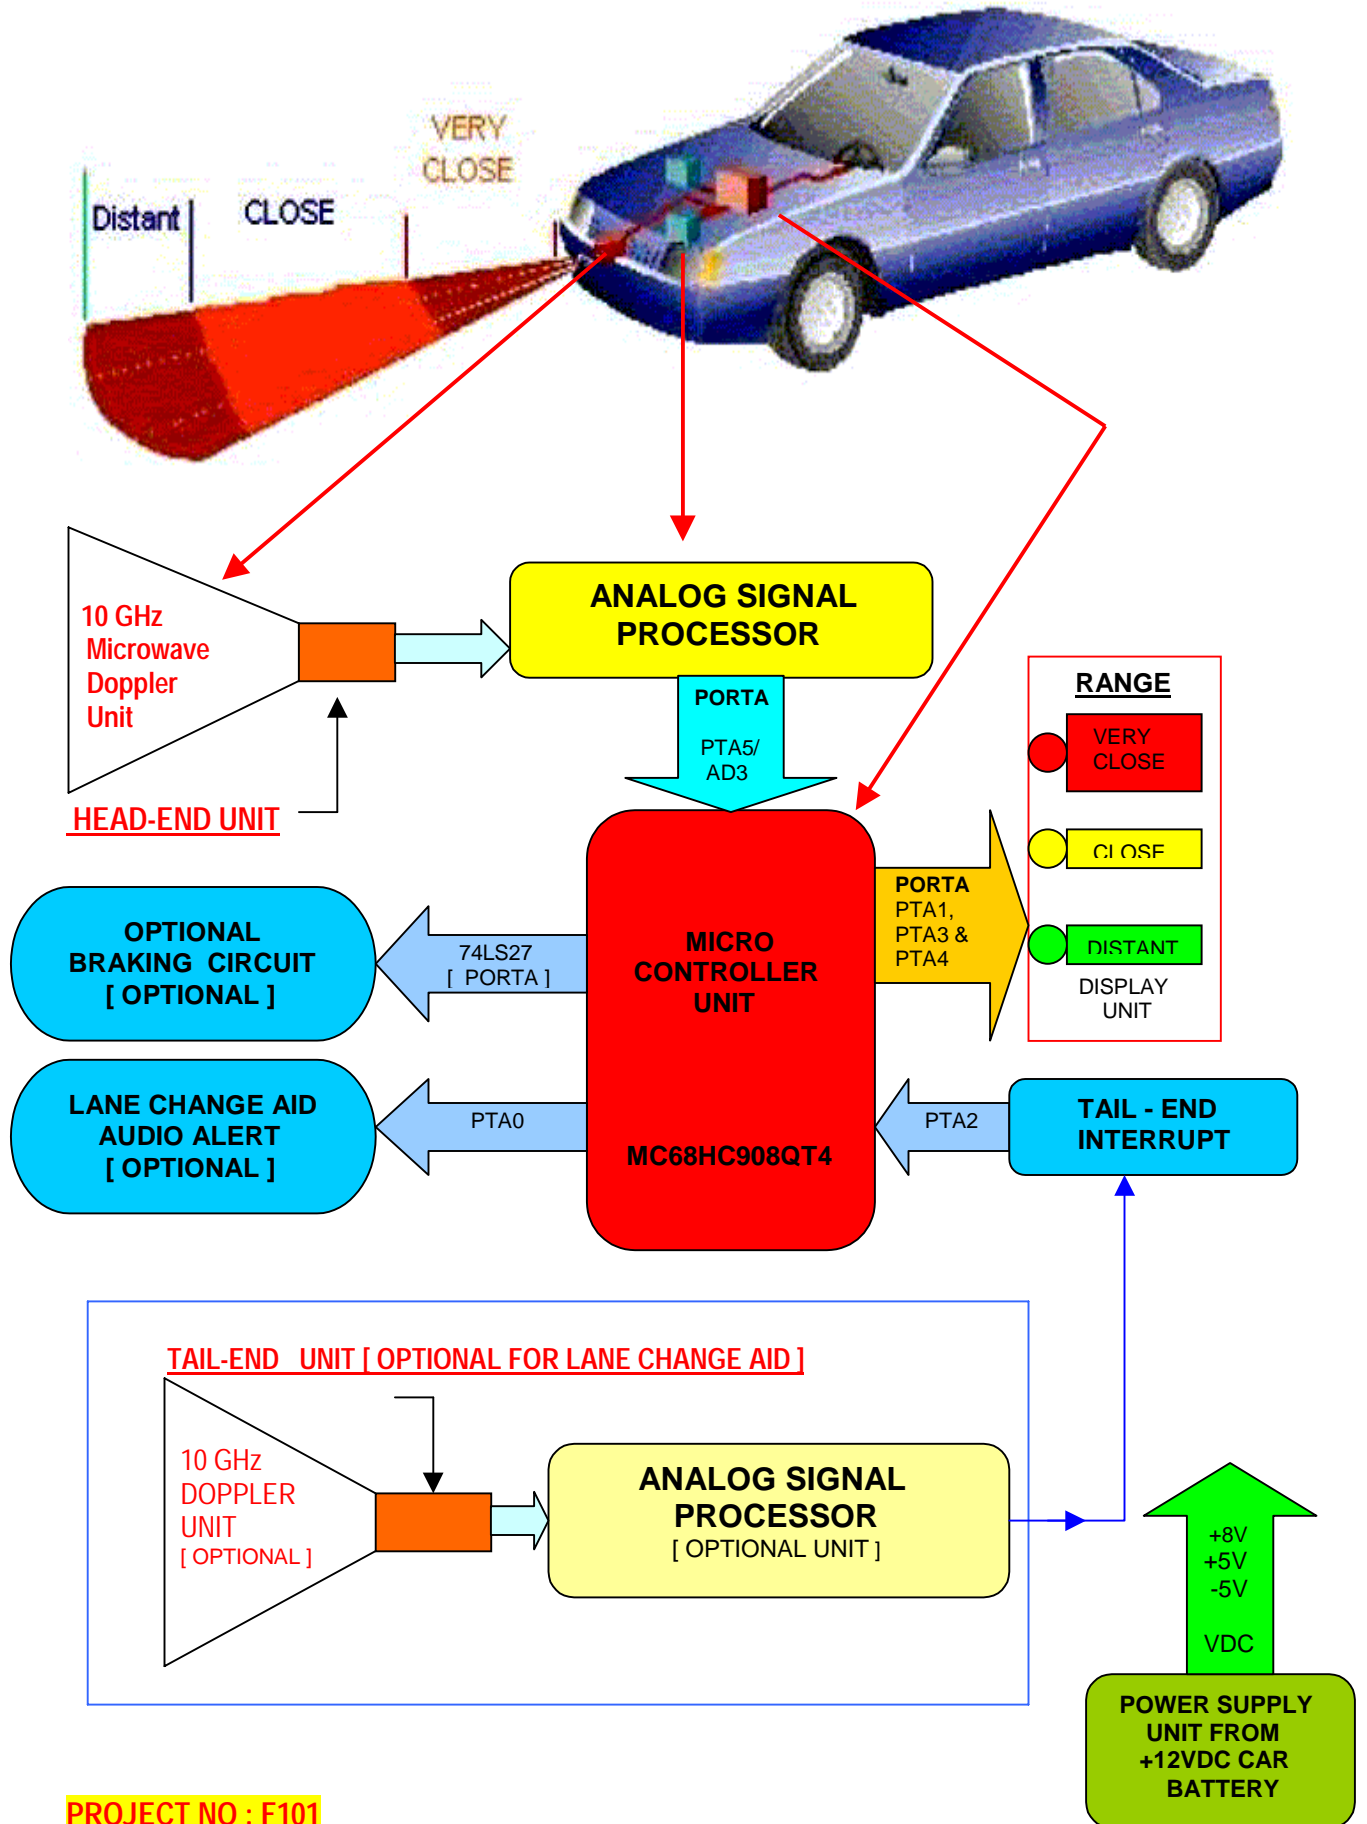 VERY
CLOSE
Distant
CLOSE
10 GHz
Microwave
Doppler
Unit
HEAD-END UNIT
ANALOG SIGNAL
PROCESSOR
PORTA
PTA5/
AD3
RANGE
VERY
CLOSE
CLOSE
DISTANT
DISPLAY
UNIT
PORTA
PTA1,
PTA3 &
PTA4
MICRO
CONTROLLER
UNIT
MC68HC908QT4
OPTIONAL
BRAKING CIRCUIT
[ OPTIONAL ]
74LS27
[ PORTA ]
LANE CHANGE AID
AUDIO ALERT
[ OPTIONAL ]
PTA0
PTA2
TAIL - END
INTERRUPT
TAIL-END UNIT [ OPTIONAL FOR LANE CHANGE AID ]
10 GHz
DOPPLER
UNIT
[ OPTIONAL ]
ANALOG SIGNAL
PROCESSOR
[ OPTIONAL UNIT ]
+8V
+5V
-5V
VDC
POWER SUPPLY
UNIT FROM
+12VDC CAR
BATTERY
PROJECT NO : F101